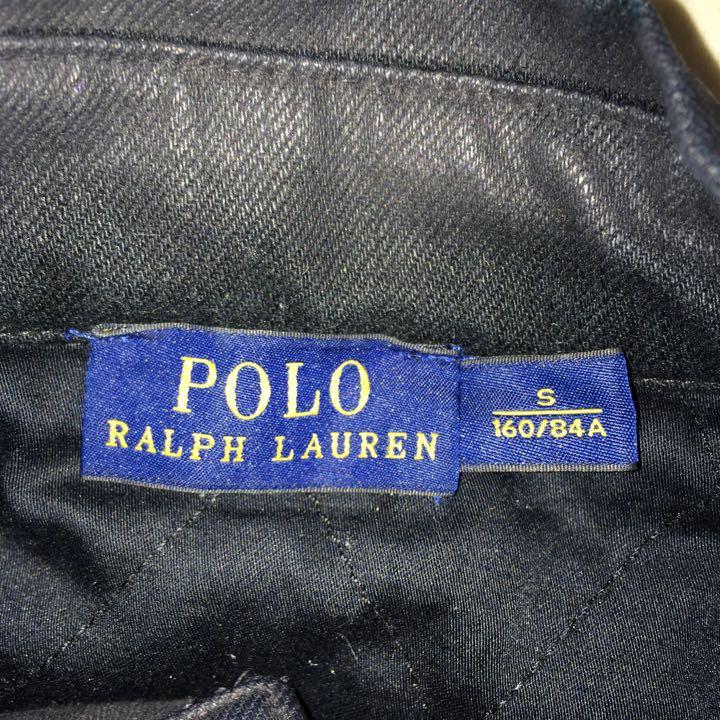 POLO
RALPH LAUREN
S
160/84A